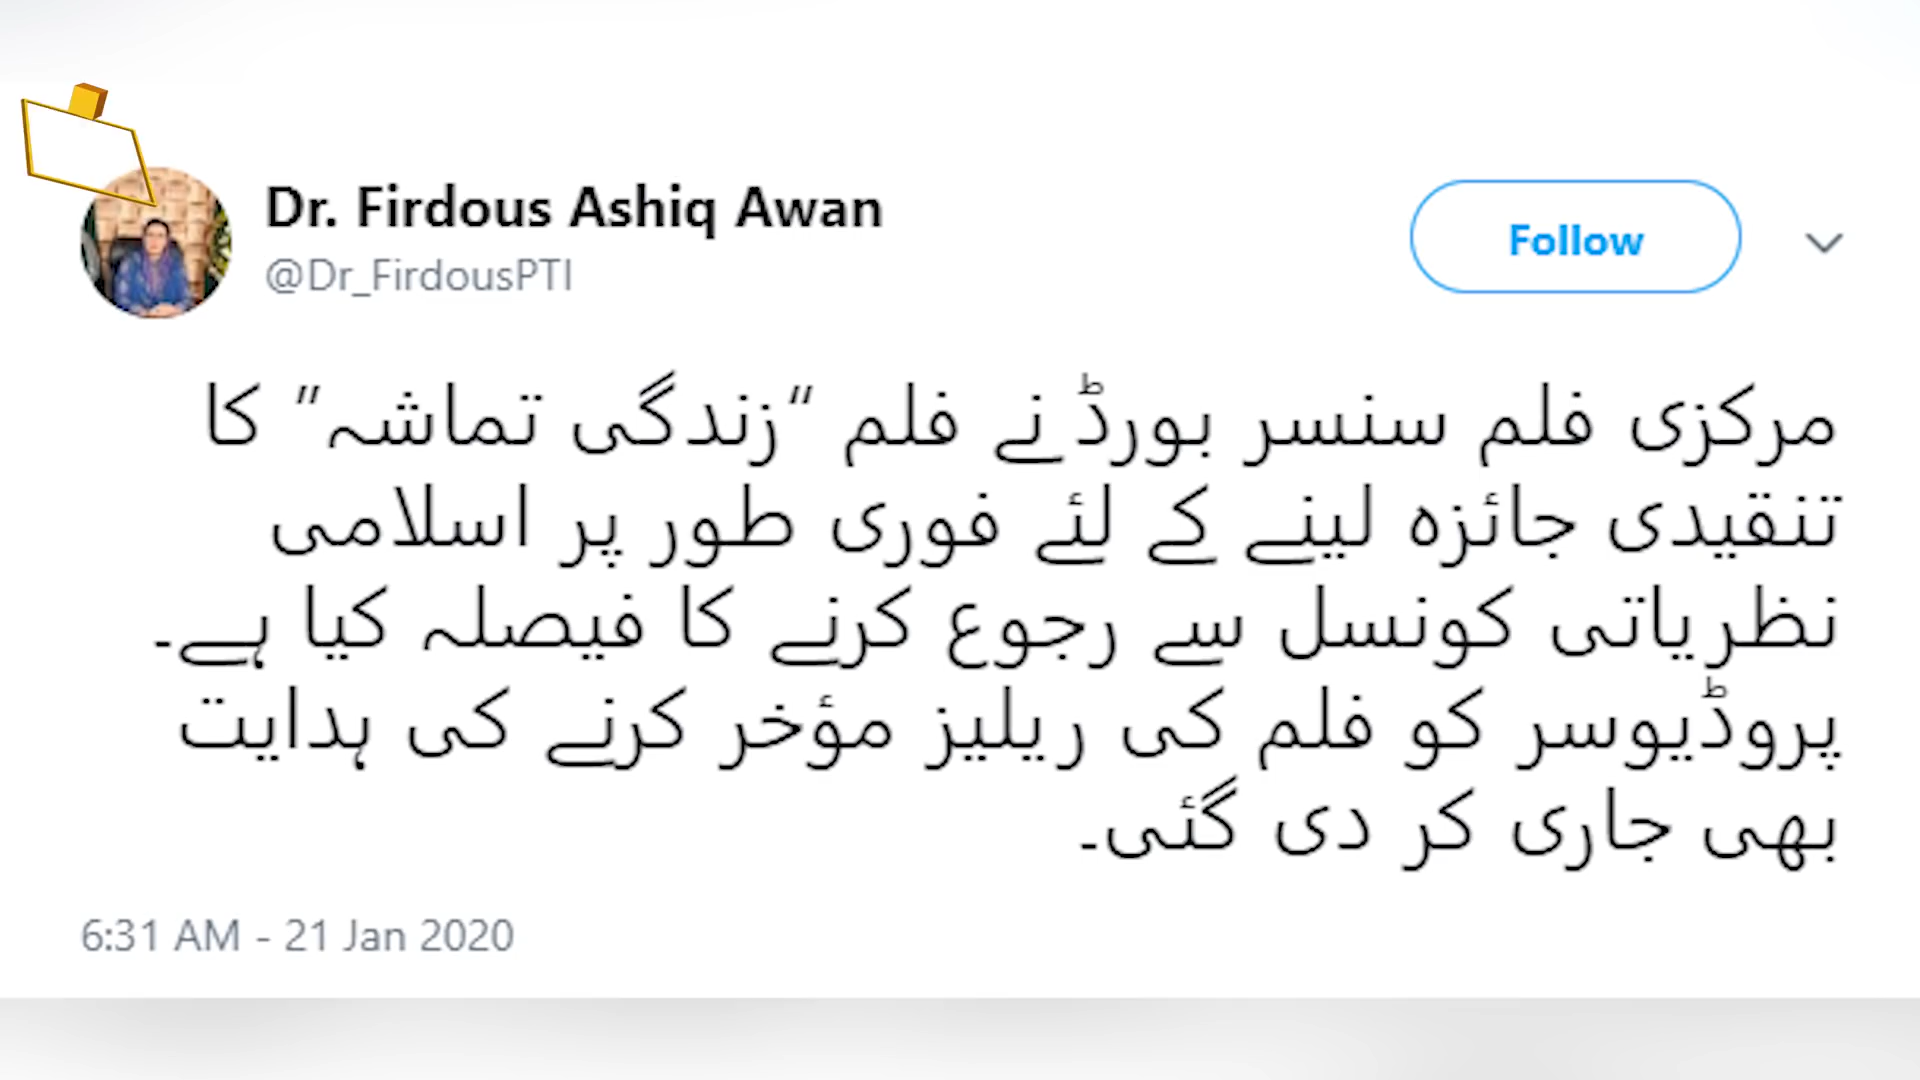 Dr. Firdous Ashiq Awan
@Dr_FirdousPTI
Follow
مرکزی فلم سنسر بورڈ نے فلم “زندگی تماشہ” کا
تنقیدی جائزہ لینے کے لئے فوری طور پر اسلامی
نظریاتی کونسل سے رجوع کرنے کا فیصلہ کیا ہے۔
پروڈیوسر کو فلم کی ریلیز مؤخر کرنے کی ہدایت
بھی جاری کر دی گئی۔
6:31 AM - 21 Jan 2020